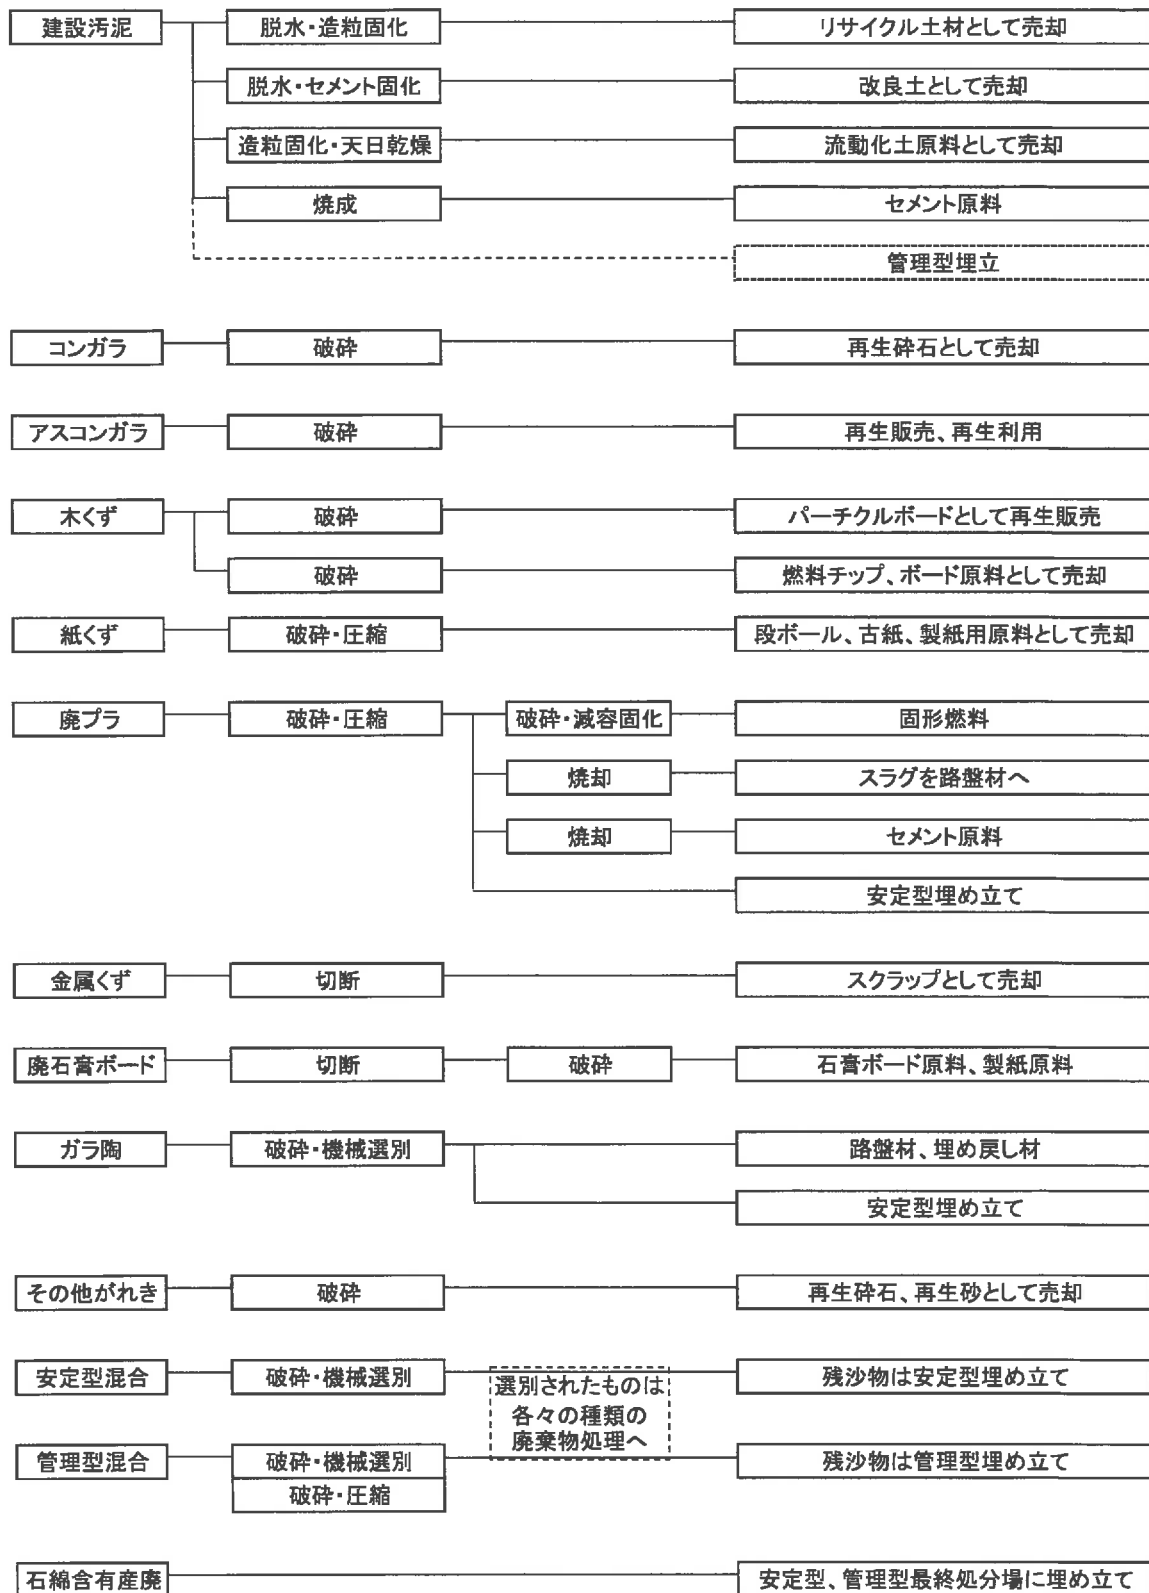 建設汚泥
脱水・造粒固化
リサイクル土材として売却
脱水・セメント固化
改良土として売却
造粒固化・天日乾燥
流動化土原料として売却
焼成
セメント原料
管理型埋立
コンガラ
破砕
再生砕石として売却
アスコンガラ
破砕
再生販売、再生利用
木くず
破砕
パーチクルボードとして再生販売
破砕
燃料チップ、ボード原料として売却
紙くず
破砕・圧縮
段ボール、古紙、製紙用原料として売却
廃プラ
破砕・圧縮
破砕・減容固化
固形燃料
焼却
スラグを路盤材へ
焼却
セメント原料
安定型埋め立て
金属くず
切断
スクラップとして売却
廃石膏ボード
切断
破砕
石膏ボード原料、製紙原料
ガラ陶
破砕・機械選別
路盤材、埋め戻し材
安定型埋め立て
その他がれき
破砕
再生砕石、再生砂として売却
安定型混合
破砕・機械選別
選別されたものは
各々の種類の
廃棄物処理へ
残沙物は安定型埋め立て
管理型混合
破砕・機械選別
破砕・圧縮
残沙物は管理型埋め立て
石綿含有産廃
安定型、管理型最終処分場に埋め立て